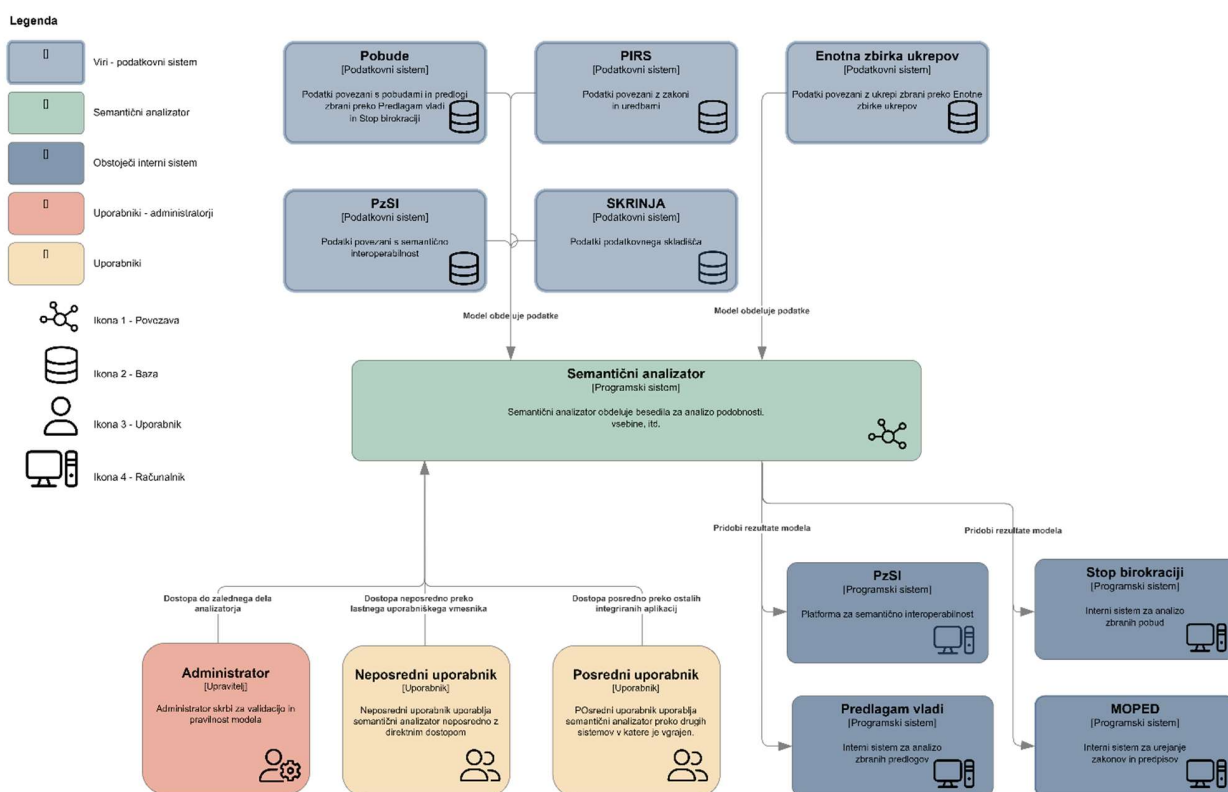 Legenda
[]
Viri - podatkovni sistem
[]
Semantični analizator
[]
Obstoječi interni sistem
[]
Uporabniki - administratorji
[]
Uporabniki
Ikona 1 - Povezava
Ikona 2 - Baza
Ikona 3 - Uporabnik
Ikona 4 - Računalnik
Pobude
[Podatkovni sistem]
Podatki povezani s pobudami in predlogi
zbrani preko Predlagam vladi
in Stop birokraciji
PIRS
[Podatkovni sistem]
Podatki povezani z zakoni
in uredbami
Enotna zbirka ukrepov
[Podatkovni sistem]
Podatki povezani z ukrepi zbrani preko Enotne
zbirke ukrepov
PzSI
[Podatkovni sistem]
Podatki povezani s semantično
interoperabilnost
SKRINJA
[Podatkovni sistem]
Podatki podatkovnega skladišča
Model obdeluje podatke
Model obdeluje podatke
Semantični analizator
[Programski sistem]
Semantični analizator obdeluje besedila za analizo podobnosti,
vsebine, itd.
Pridobi rezultate modela
Pridobi rezultate modela
Dostopa do zalednega dela
analizatorja
Dostopa neposredno preko
lastnega uporabniškega vmesnika
Dostopa posredno preko ostalih
integriranih aplikacij
PzSI
[Programski sistem]
Platforma za semantično interoperabilnost
Stop birokraciji
[Programski sistem]
Interni sistem za analizo
zbranih pobud
Administrator
[Upravitelj]
Administrator skrbi za validacijo in
pravilnost modela
Neposredni uporabnik
[Uporabnik]
Neposredni uporabnik uporablja
semantični analizator neposredno z
direktnim dostopom
Posredni uporabnik
[Uporabnik]
POsredni uporabnik uporablja
semantični analizator preko drugih
sistemov v katere je vgrajen.
Predlagam vladi
[Programski sistem]
Interni sistem za analizo
zbranih predlogov
MOPED
[Programski sistem]
Interni sistem za urejanje
zakonov in predpisov